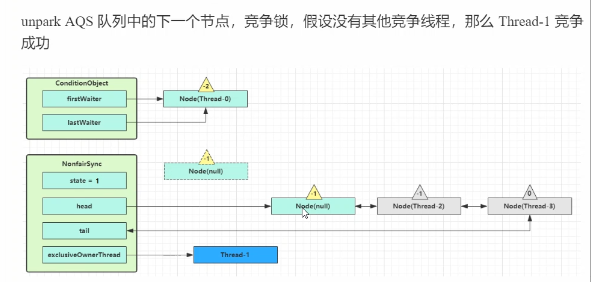 unpark AQS 队列中的下一个节点，竞争锁，假设没有其他竞争线程，那么 Thread-1 竞争
成功
ConditionObject
-2
firstWaiter
Node(Thread-0)
lastWaiter
NonfairSync
-1
Node(null)
state = 1
-1
-1
0
head
Node(null)
Node(Thread-2)
Node(Thread-3)
tail
exclusiveOwnerThread
Thread-1